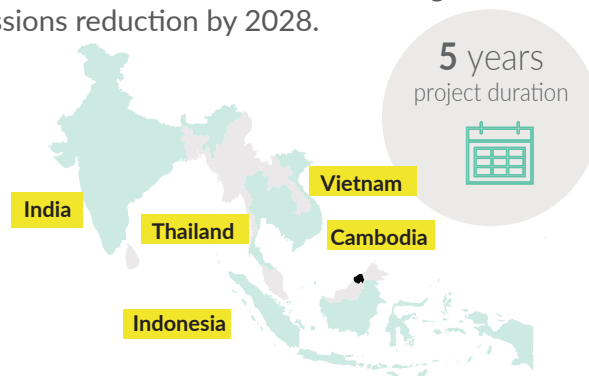 ssions reduction by 2028.
5 years
project duration
Vietnam
India
Thailand
Cambodia
Indonesia